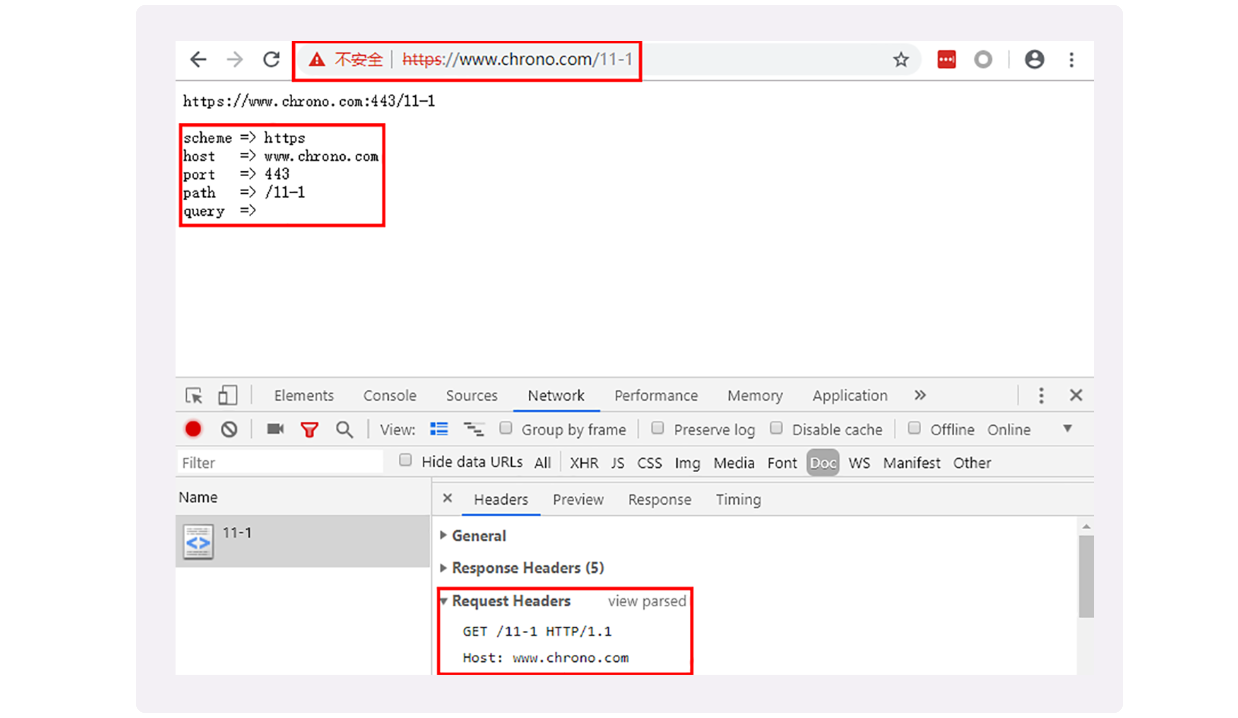 不安全 | https://www.chrono.com/11-1
https://www.chrono.com:443/11-1
scheme => https
host => www.chrono.com
port => 443
path => /11-1
query =>
Elements Console Sources Network Performance Memory Application »
View: Group by frame Preserve log Disable cache Offline Online
Filter Hide data URLs All XHR JS CSS Img Media Font Doc WS Manifest Other
Name × Headers Preview Response Timing
11-1
General
Response Headers (5)
Request Headers view parsed
GET /11-1 HTTP/1.1
Host: www.chrono.com